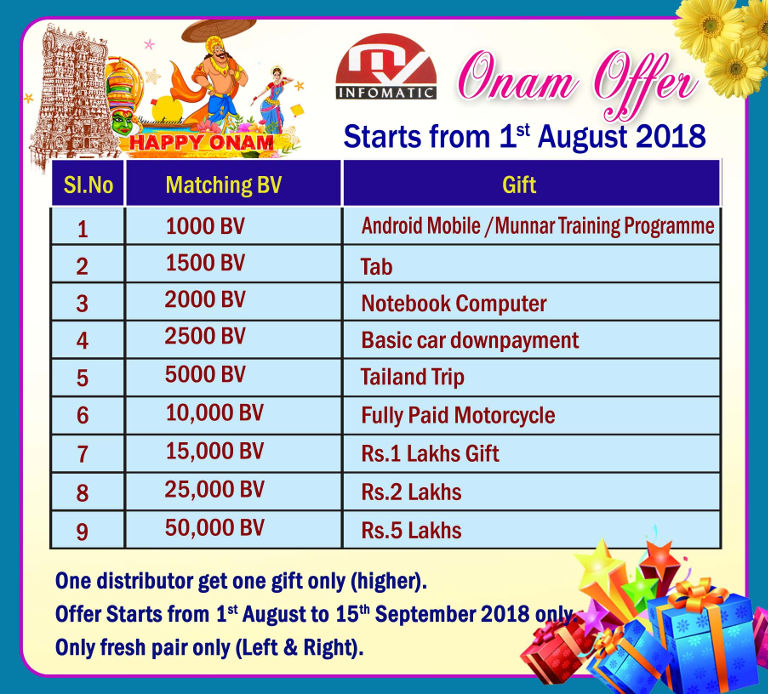 HAPPY ONAM
NV
INFOMATIC
Onam Offer
Starts from 1st August 2018
Sl.No Matching BV Gift
1 1000 BV Android Mobile /Munnar Training Programme
2 1500 BV Tab
3 2000 BV Notebook Computer
4 2500 BV Basic car downpayment
5 5000 BV Tailand Trip
6 10,000 BV Fully Paid Motorcycle
7 15,000 BV Rs.1 Lakhs Gift
8 25,000 BV Rs.2 Lakhs
9 50,000 BV Rs.5 Lakhs
One distributor get one gift only (higher).
Offer Starts from 1st August to 15th September 2018 only.
Only fresh pair only (Left & Right).